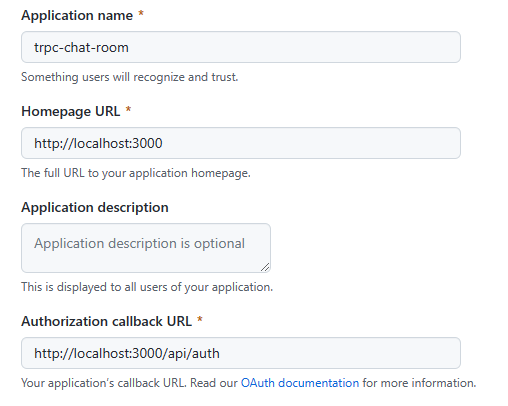 Application name *
trpc-chat-room
Something users will recognize and trust.
Homepage URL *
http://localhost:3000
The full URL to your application homepage.
Application description
Application description is optional
This is displayed to all users of your application.
Authorization callback URL *
http://localhost:3000/api/auth
Your application's callback URL. Read our OAuth documentation for more information.